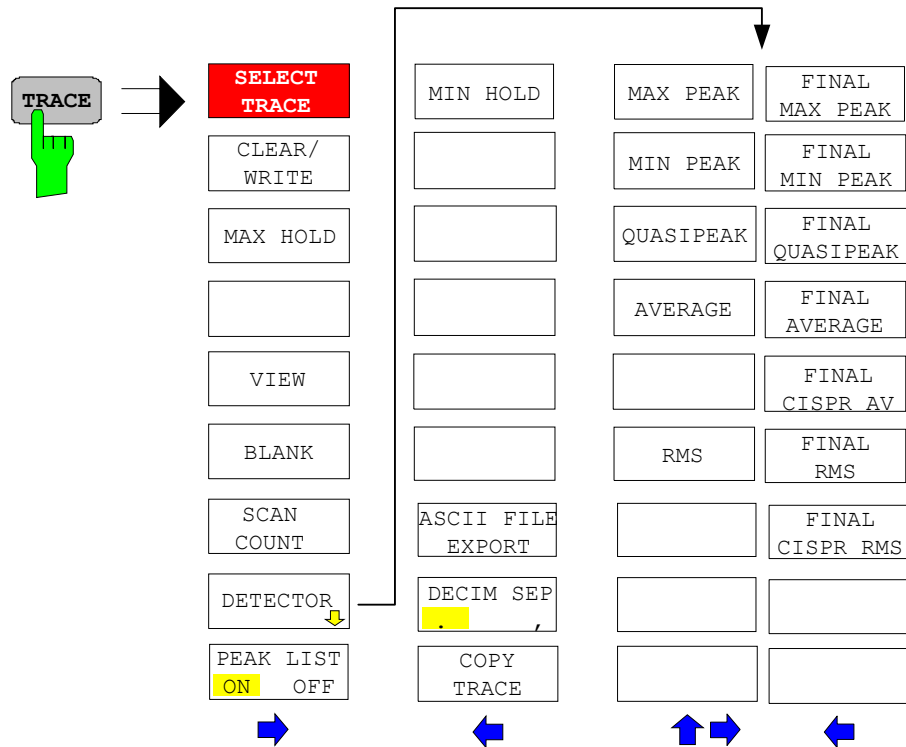 TRACE
SELECT
TRACE
CLEAR/
WRITE
MAX HOLD
VIEW
BLANK
SCAN
COUNT
DETECTOR
PEAK LIST
ON OFF
MIN HOLD
ASCII FILE
EXPORT
DECIM SEP
. ,
COPY
TRACE
MAX PEAK
MIN PEAK
QUASIPEAK
AVERAGE
RMS
FINAL
MAX PEAK
FINAL
MIN PEAK
FINAL
QUASIPEAK
FINAL
AVERAGE
FINAL
CISPR AV
FINAL
RMS
FINAL
CISPR RMS